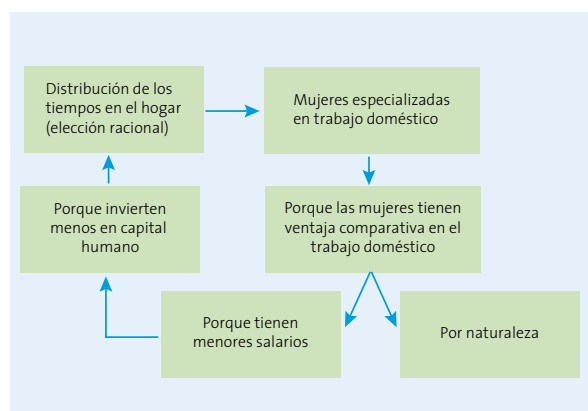 Distribución de los
tiempos en el hogar
(elección racional)
Mujeres especializadas
en trabajo doméstico
Porque invierten
menos en capital
humano
Porque las mujeres tienen
ventaja comparativa en el
trabajo doméstico
Porque tienen
menores salarios
Por naturaleza